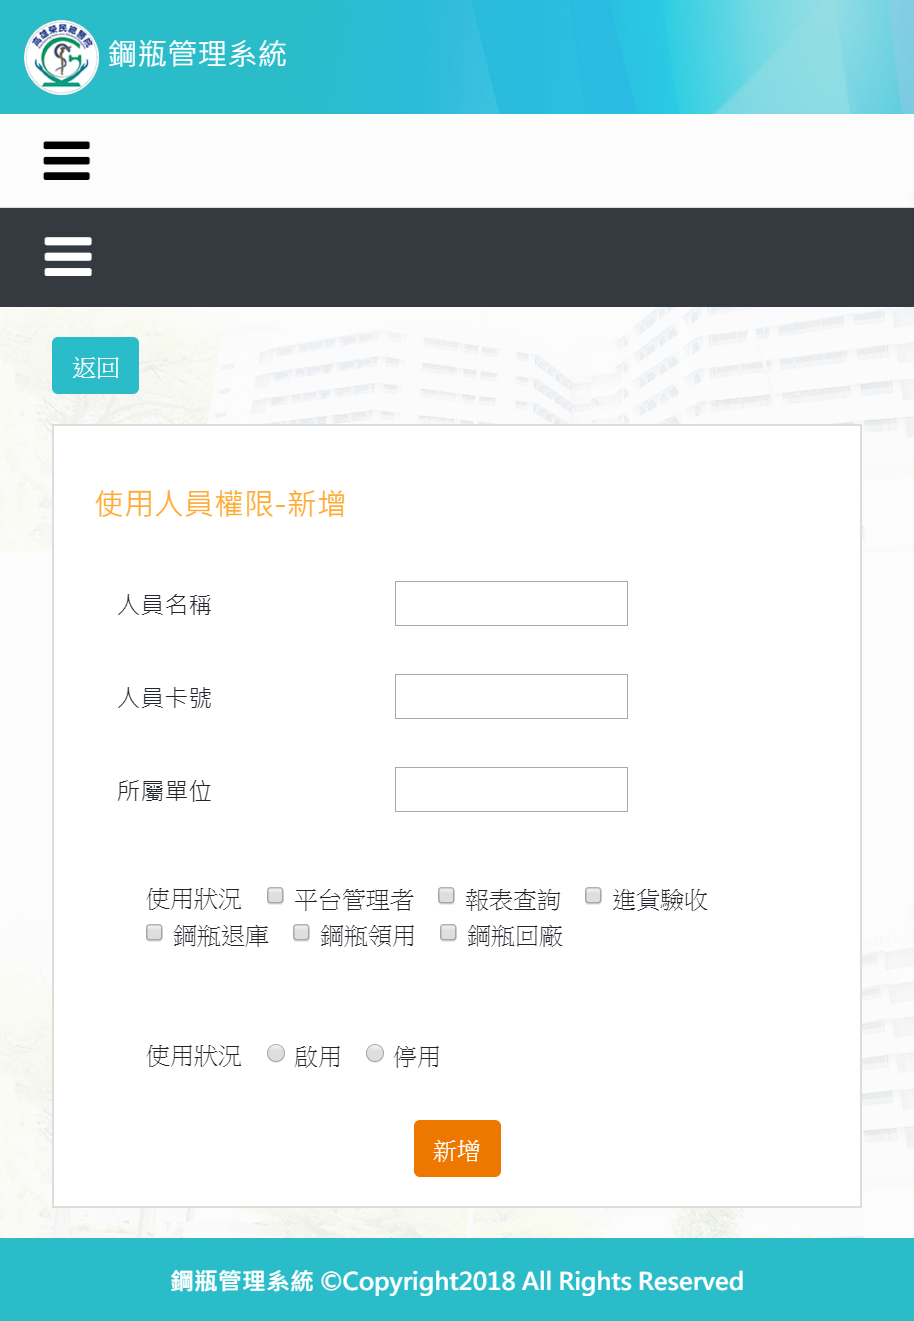 高雄榮民總醫院
鋼瓶管理系統
返回
使用人員權限-新增
人員名稱
人員卡號
所屬單位
使用狀況 平台管理者 報表查詢 進貨驗收
鋼瓶退庫 鋼瓶領用 鋼瓶回廠
使用狀況 啟用 停用
新增
鋼瓶管理系統 ©Copyright2018 All Rights Reserved